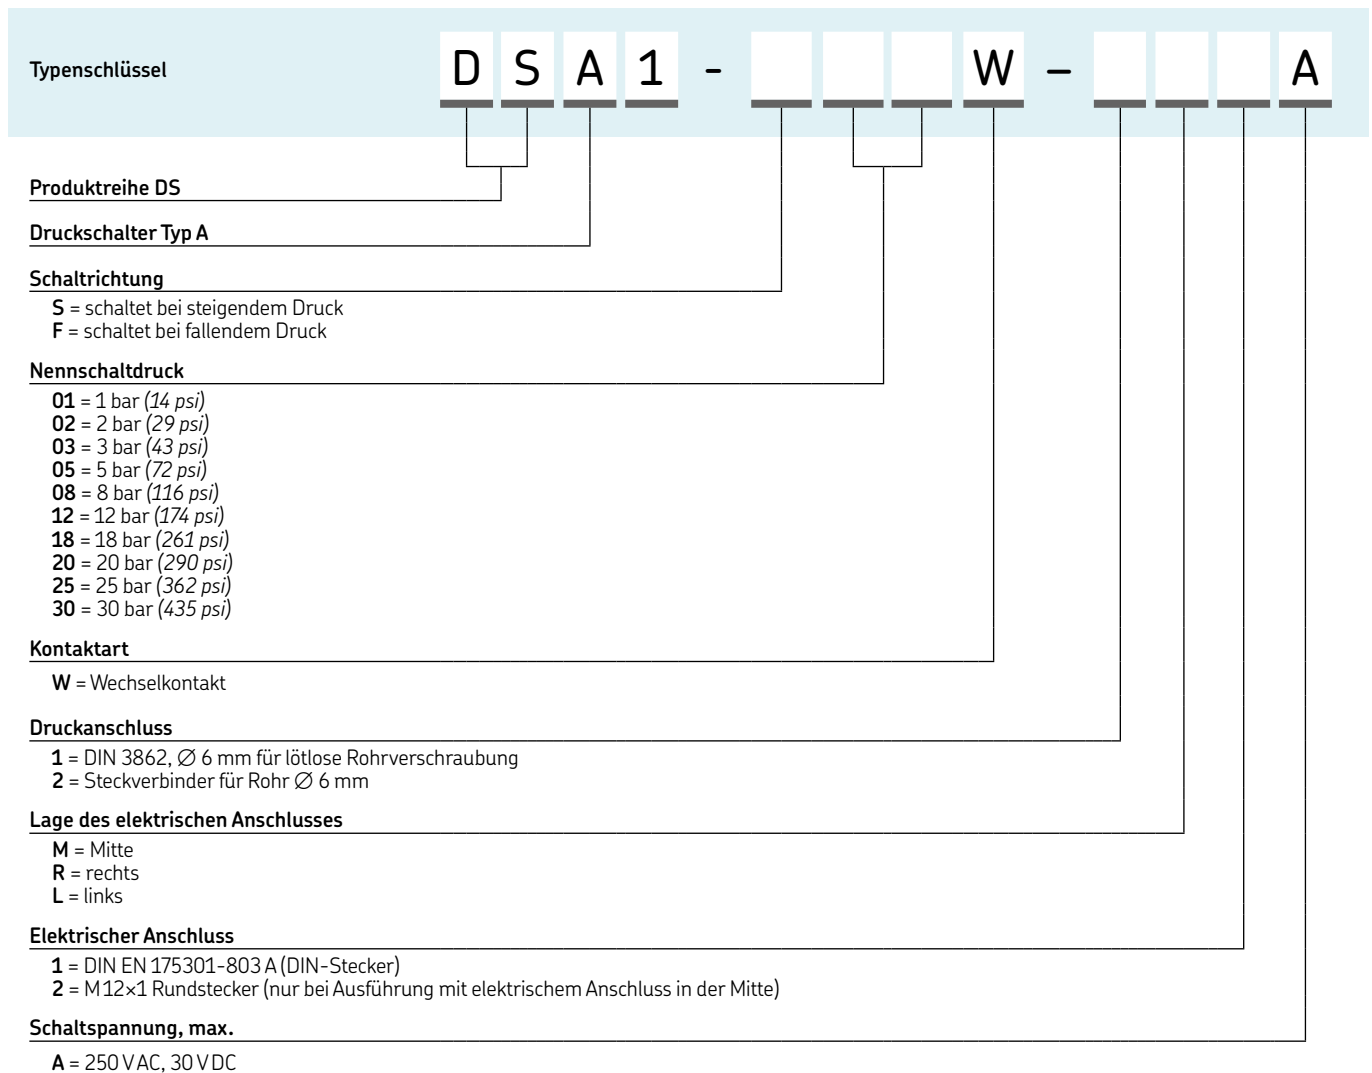 Typenschlüssel D S A 1 - W – A
Produktreihe DS
Druckschalter Typ A
Schaltrichtung
S = schaltet bei steigendem Druck
F = schaltet bei fallendem Druck
Nennschaltdruck
01 = 1 bar (14 psi)
02 = 2 bar (29 psi)
03 = 3 bar (43 psi)
05 = 5 bar (72 psi)
08 = 8 bar (116 psi)
12 = 12 bar (174 psi)
18 = 18 bar (261 psi)
20 = 20 bar (290 psi)
25 = 25 bar (362 psi)
30 = 30 bar (435 psi)
Kontaktart
W = Wechselkontakt
Druckanschluss
1 = DIN 3862, ∅ 6 mm für lötlose Rohrverschraubung
2 = Steckverbinder für Rohr ∅ 6 mm
Lage des elektrischen Anschlusses
M = Mitte
R = rechts
L = links
Elektrischer Anschluss
1 = DIN EN 175301-803 A (DIN-Stecker)
2 = M12×1 Rundstecker (nur bei Ausführung mit elektrischem Anschluss in der Mitte)
Schaltspannung, max.
A = 250 V AC, 30 V DC